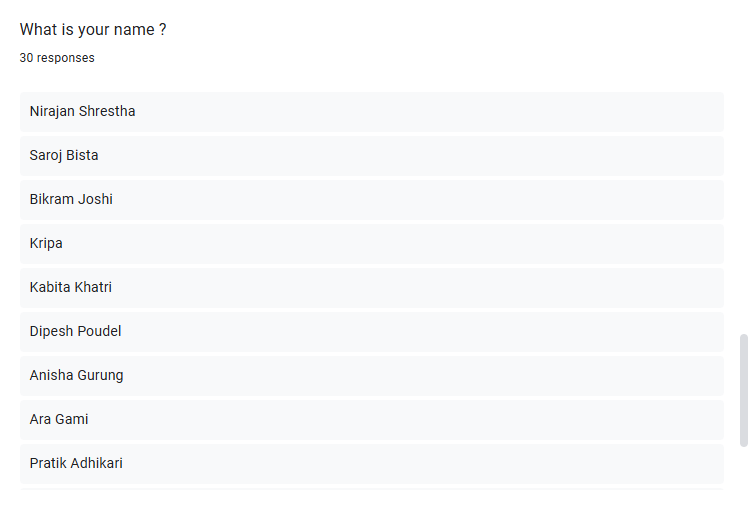 What is your name ?
30 responses
Nirajan Shrestha
Saroj Bista
Bikram Joshi
Kripa
Kabita Khatri
Dipesh Poudel
Anisha Gurung
Ara Gami
Pratik Adhikari